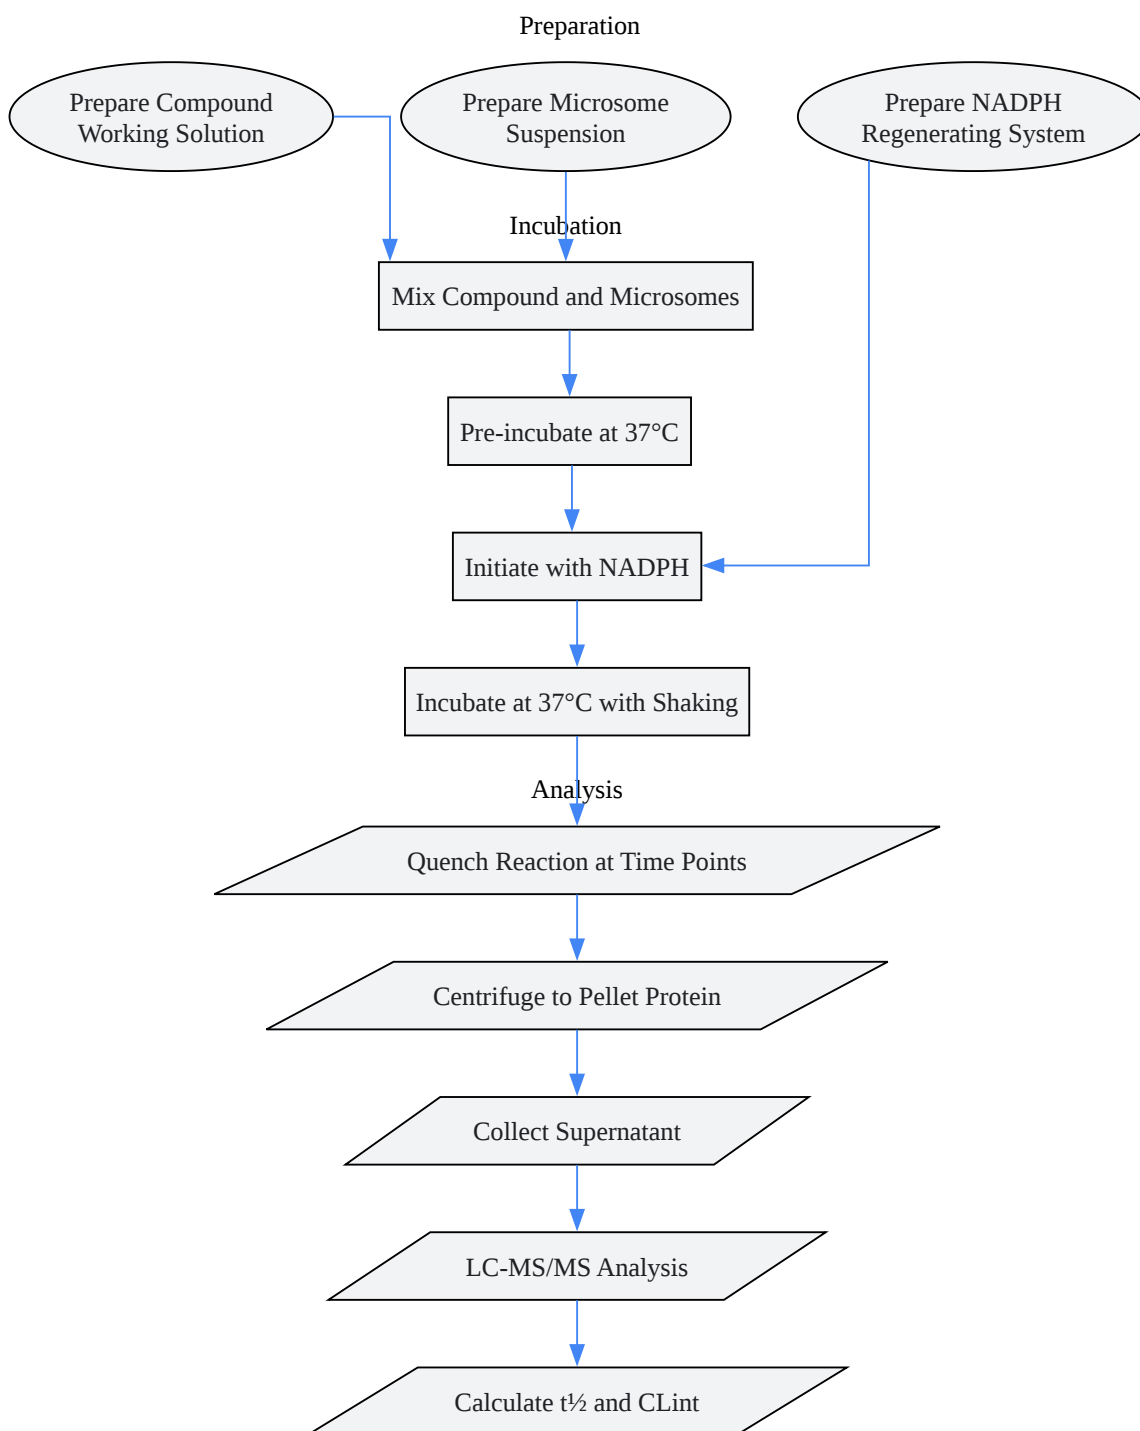 Preparation
Prepare Compound
Working Solution
Prepare Microsome
Suspension
Prepare NADPH
Regenerating System
Incubation
Mix Compound and Microsomes
Pre-incubate at 37°C
Initiate with NADPH
Incubate at 37°C with Shaking
Analysis
Quench Reaction at Time Points
Centrifuge to Pellet Protein
Collect Supernatant
LC-MS/MS Analysis
Calculate t½ and CLint